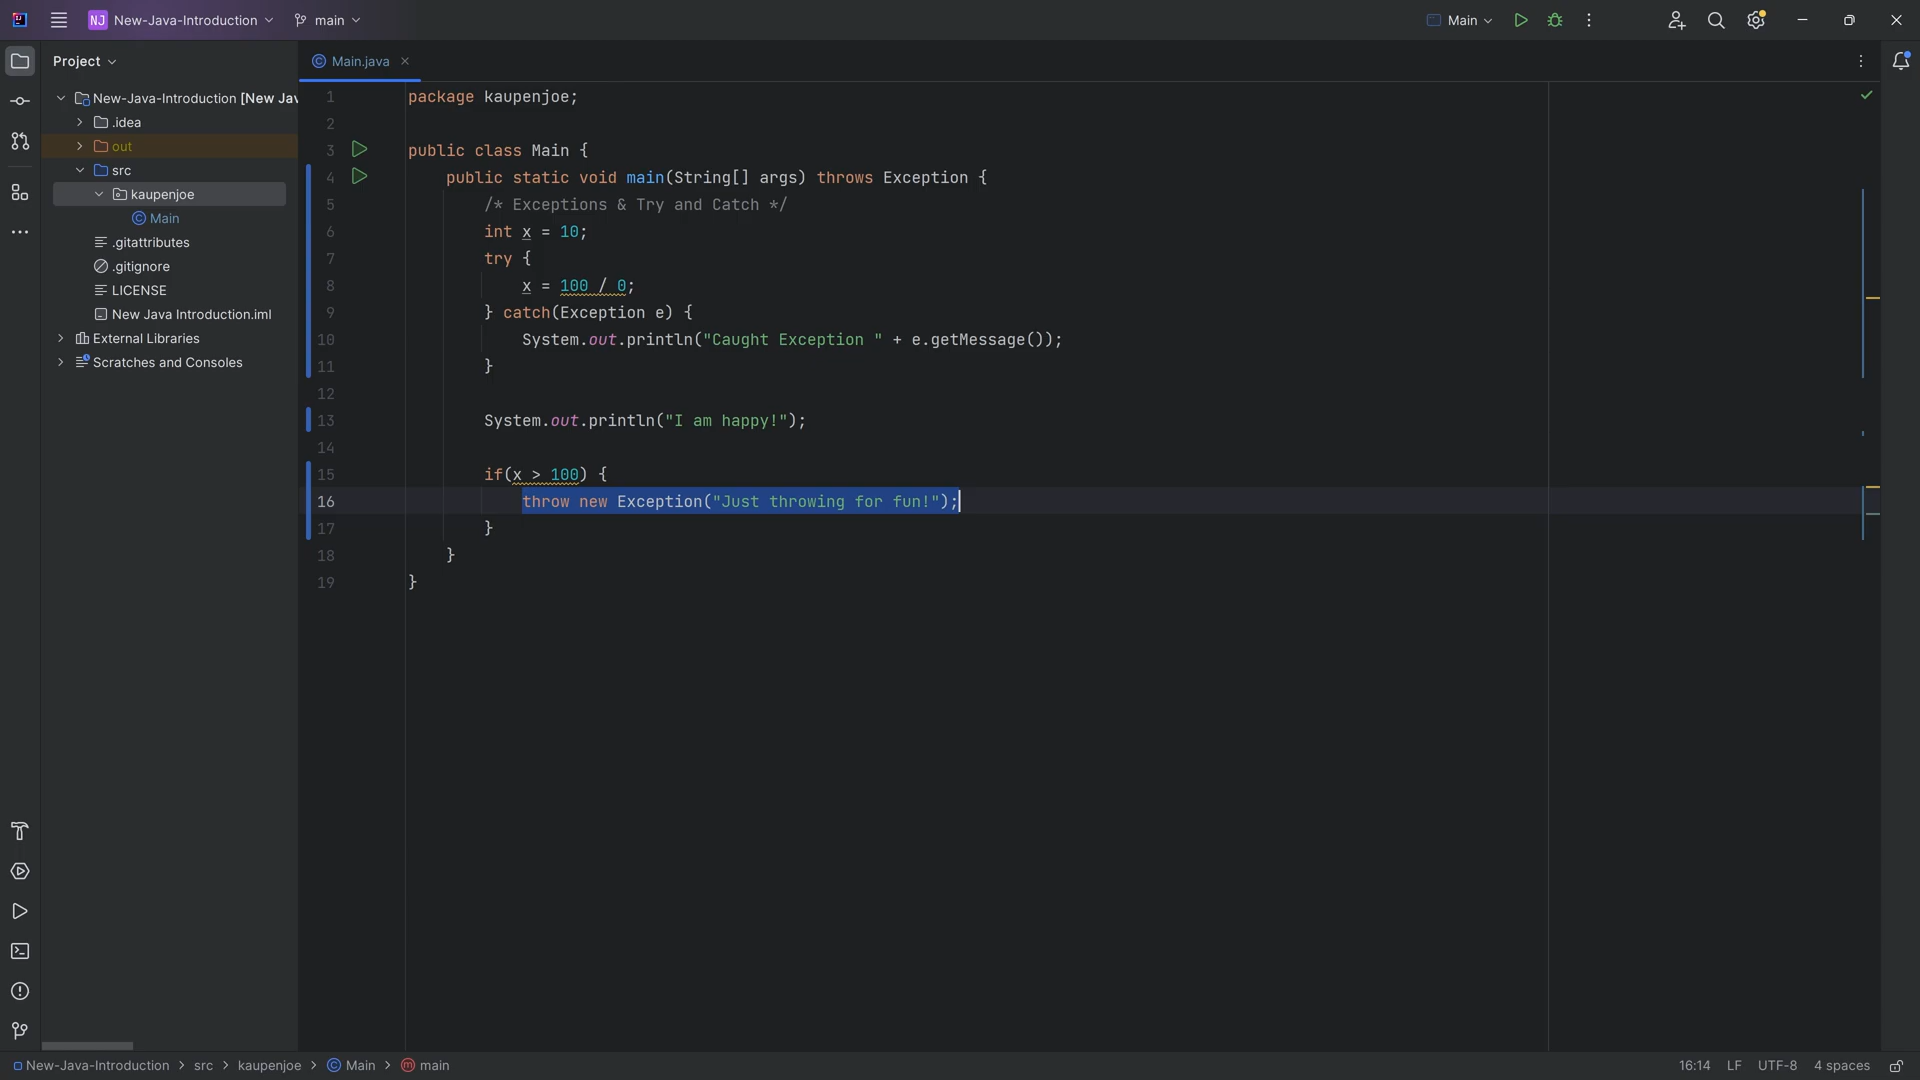 NJ New-Java-Introduction main Main
Project
Main.java
New-Java-Introduction [New Jav
.idea
out
src
kaupenjoe
Main
.gitattributes
.gitignore
LICENSE
New Java Introduction.iml
External Libraries
Scratches and Consoles
1 package kaupenjoe;
2
3 public class Main {
4 public static void main(String[] args) throws Exception {
5 /* Exceptions & Try and Catch */
6 int x = 10;
7 try {
8 x = 100 / 0;
9 } catch(Exception e) {
10 System.out.println("Caught Exception " + e.getMessage());
11 }
12
13 System.out.println("I am happy!");
14
15 if(x > 100) {
16 throw new Exception("Just throwing for fun!");
17 }
18 }
19 }
New-Java-Introduction > src > kaupenjoe > Main > main
16:14 LF UTF-8 4 spaces